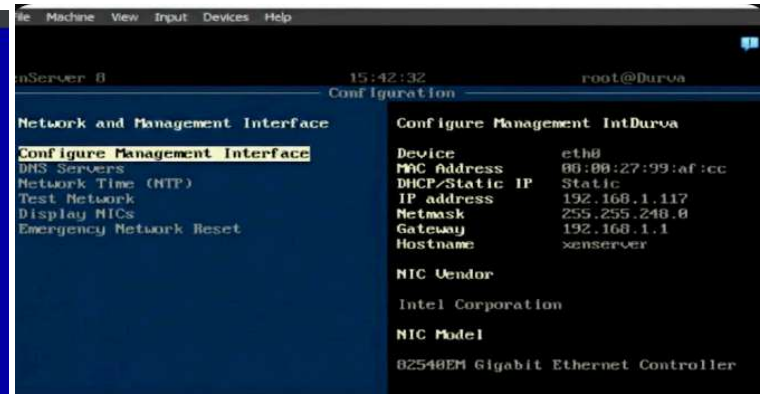 File Machine View Input Devices Help
nServer 8 15:42:32 root@Durva
Configuration
Network and Management Interface
Configure Management Interface
DNS Servers
Network Time (NTP)
Test Network
Display NICs
Emergency Network Reset
Configure Management IntDurva
Device eth0
MAC Address 08:00:27:99:af:cc
DHCP/Static IP Static
IP address 192.168.1.117
Netmask 255.255.248.0
Gateway 192.168.1.1
Hostname xenserver
NIC Vendor
Intel Corporation
NIC Model
82540EM Gigabit Ethernet Controller